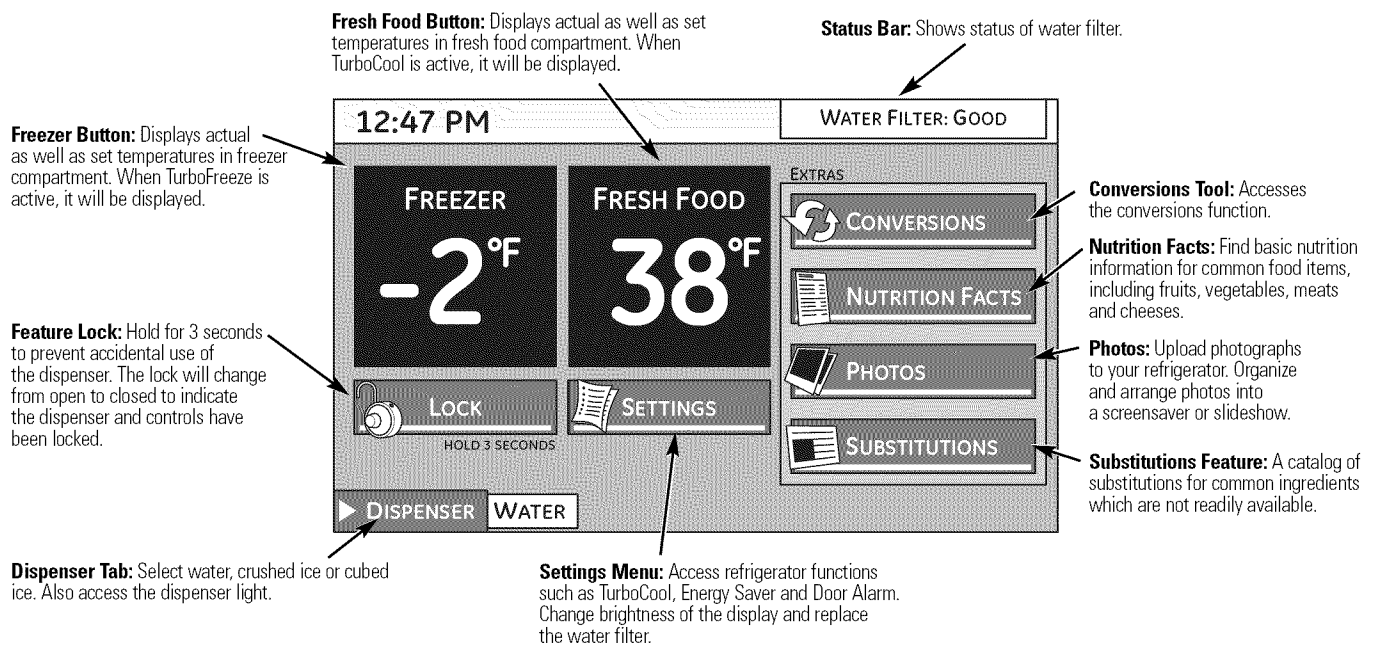 Fresh Food Button: Displays actual as well as set
temperatures in fresh food compartment. When
TurboCool is active, it will be displayed.
Status Bar: Shows status of water filter.
Freezer Button: Displays actual
as well as set temperatures in freezer
compartment. When TurboFreeze is
active, it will be displayed.
Feature Lock: Hold for 3 seconds
to prevent accidental use of
the dispenser. The lock will change
from open to closed to indicate
the dispenser and controls have
been locked.
12:47 PM
WATER FILTER: GOOD
FREEZER
-2°F
FRESH FOOD
38°F
EXTRAS
CONVERSIONS
NUTRITION FACTS
PHOTOS
SUBSTITUTIONS
LOCK
HOLD 3 SECONDS
SETTINGS
DISPENSER
WATER
Conversions Tool: Accesses
the conversions function.
Nutrition Facts: Find basic nutrition
information for common food items,
including fruits, vegetables, meats
and cheeses.
Photos: Upload photographs
to your refrigerator. Organize
and arrange photos into
a screensaver or slideshow.
Substitutions Feature: A catalog of
substitutions for common ingredients
which are not readily available.
Dispenser Tab: Select water, crushed ice or cubed
ice. Also access the dispenser light.
Settings Menu: Access refrigerator functions
such as TurboCool, Energy Saver and Door Alarm.
Change brightness of the display and replace
the water filter.